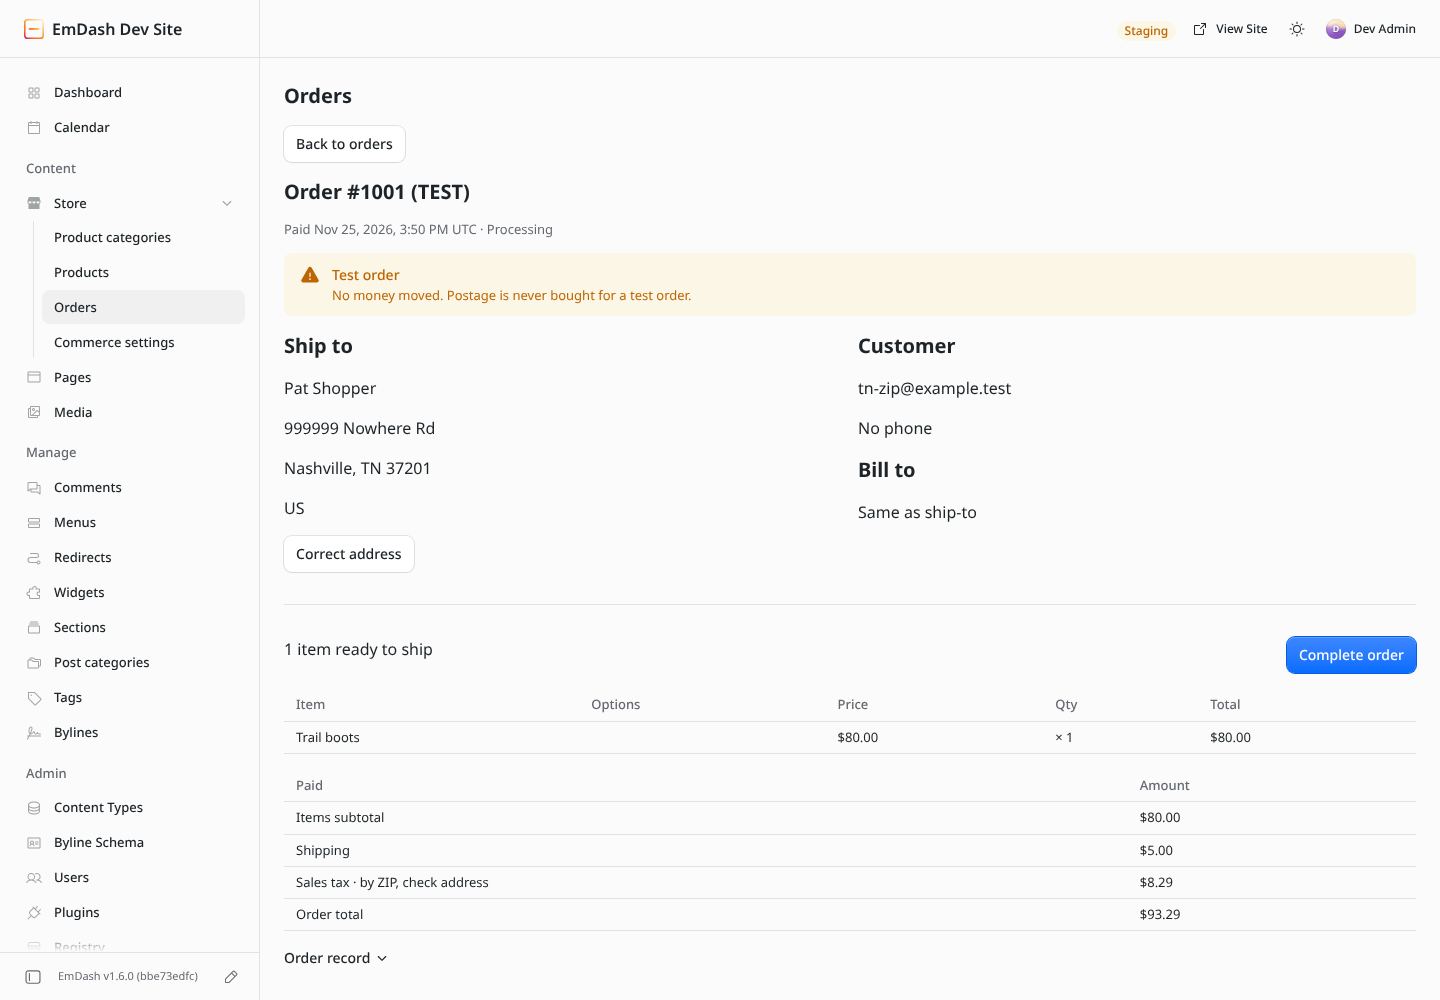 EmDash Dev Site
Staging
View Site
D
Dev Admin
Dashboard
Calendar
Content
Store
Product categories
Products
Orders
Commerce settings
Pages
Media
Manage
Comments
Menus
Redirects
Widgets
Sections
Post categories
Tags
Bylines
Admin
Content Types
Byline Schema
Users
Plugins
Registry
EmDash v1.6.0 (bbe73edfc)
Orders
Back to orders
Order #1001 (TEST)
Paid Nov 25, 2026, 3:50 PM UTC · Processing
Test order
No money moved. Postage is never bought for a test order.
Ship to
Pat Shopper
999999 Nowhere Rd
Nashville, TN 37201
US
Correct address
Customer
tn-zip@example.test
No phone
Bill to
Same as ship-to
1 item ready to ship
Complete order
Item Options Price Qty Total
Trail boots $80.00 × 1 $80.00
Paid Amount
Items subtotal $80.00
Shipping $5.00
Sales tax · by ZIP, check address $8.29
Order total $93.29
Order record